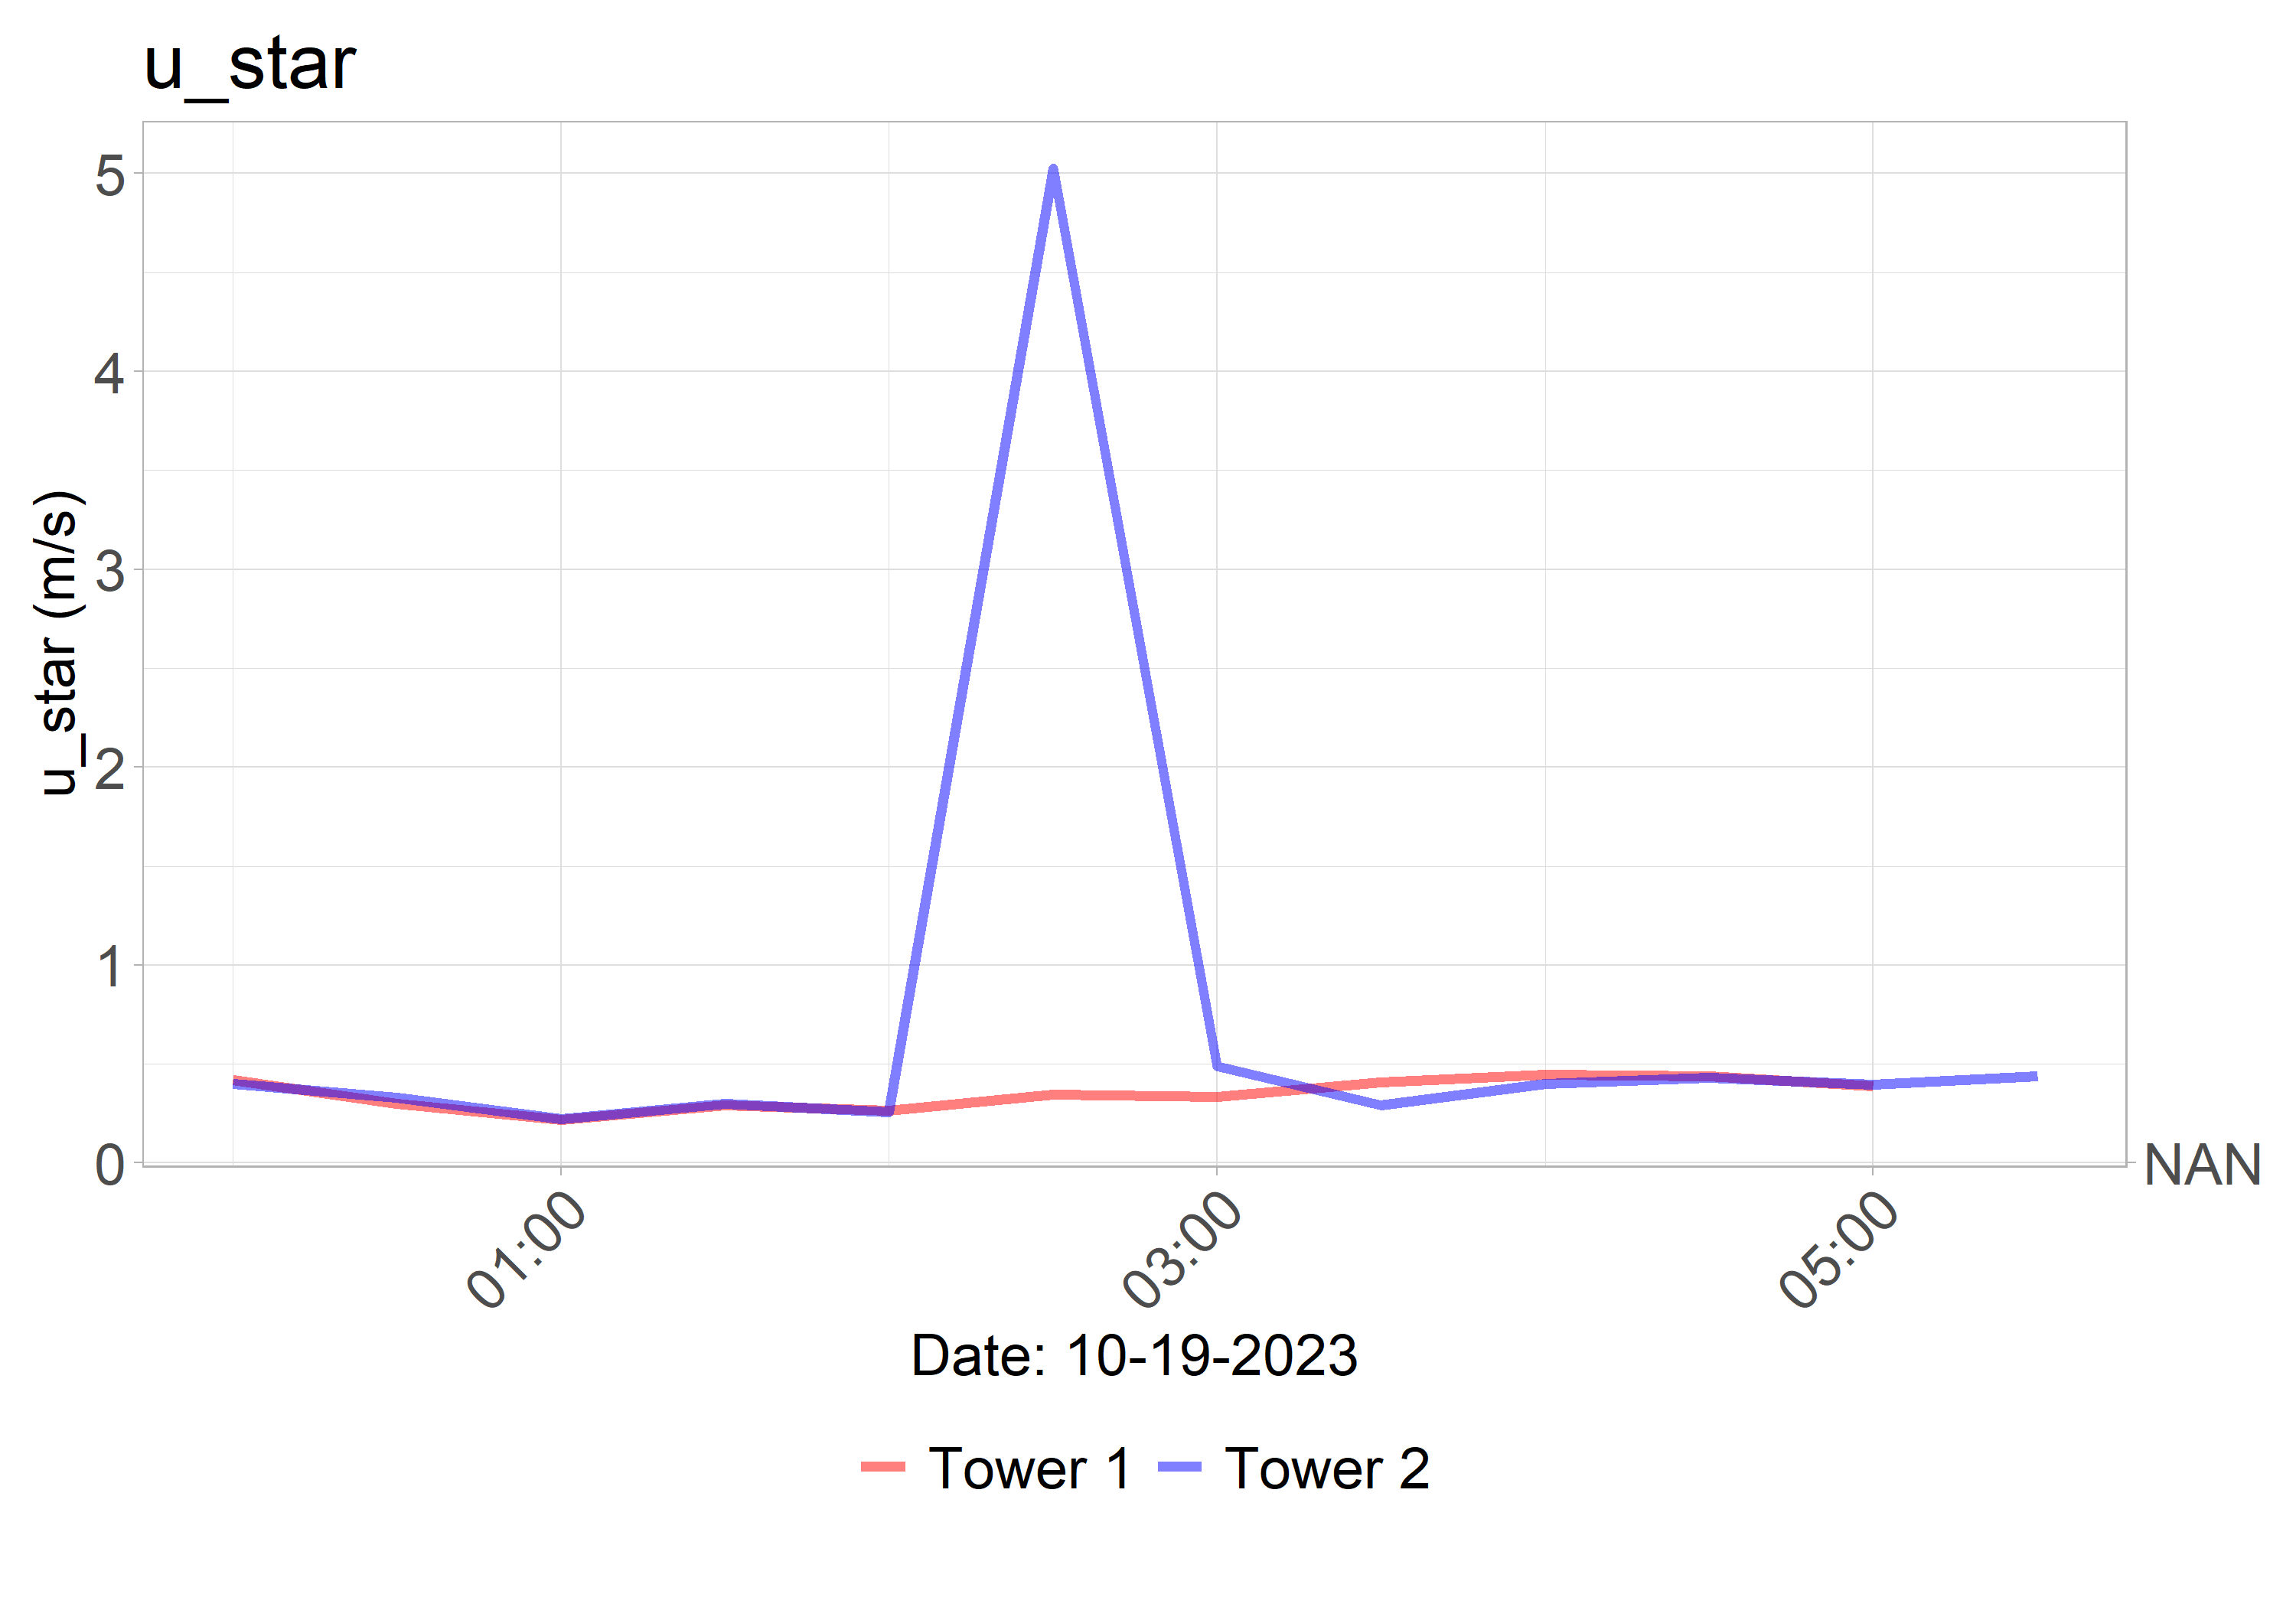 u_star
u_star (m/s)
5
4
3
2
1
0
NAN
01:00
03:00
05:00
Date: 10-19-2023
Tower 1
Tower 2